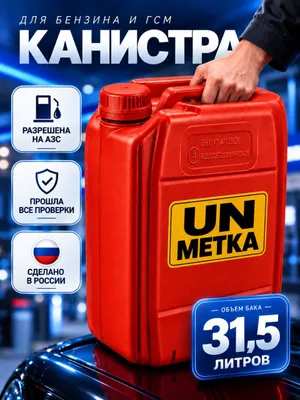 ДЛЯ БЕНЗИНА И ГСМ
КАНИСТРА
РАЗРЕШЕНА
НА АЗС
ПРОШЛА
ВСЕ ПРОВЕРКИ
СДЕЛАНО
В РОССИИ
UN
МЕТКА
ОБЪЕМ БАКА
31,5
ЛИТРОВ